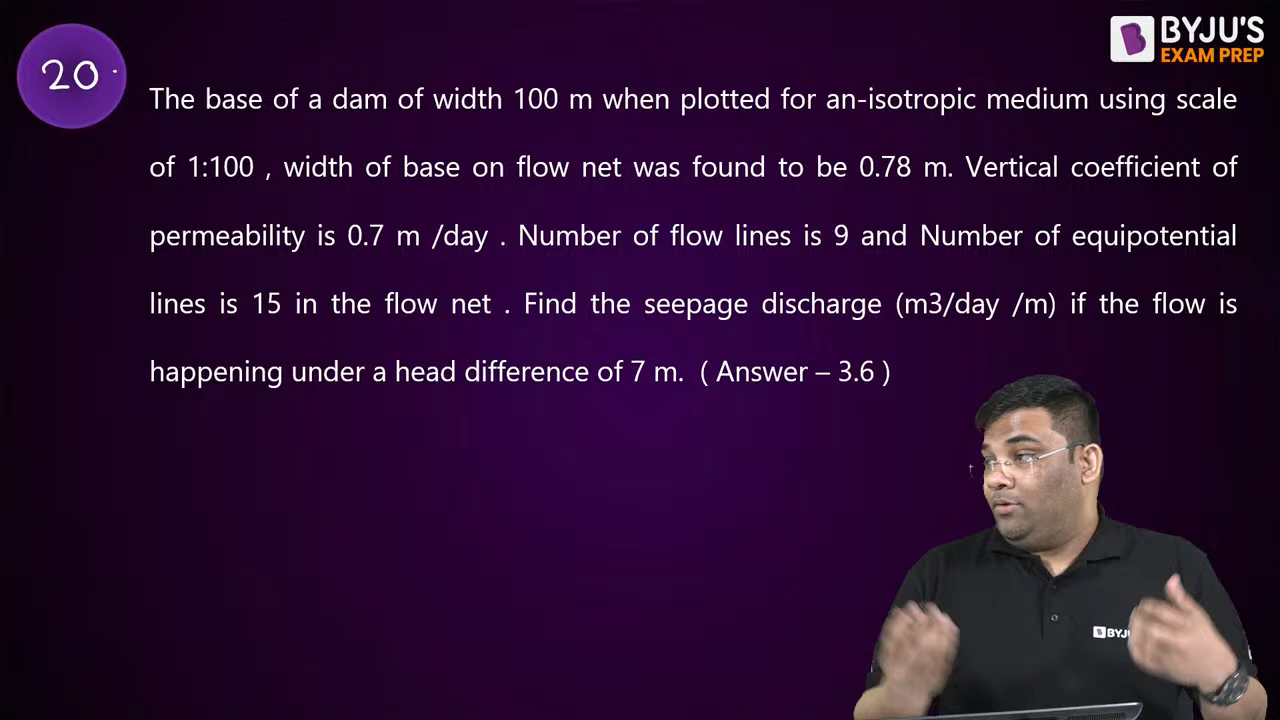 20
BYJU'S
EXAM PREP
The base of a dam of width 100 m when plotted for an-isotropic medium using scale
of 1:100 , width of base on flow net was found to be 0.78 m. Vertical coefficient of
permeability is 0.7 m /day . Number of flow lines is 9 and Number of equipotential
lines is 15 in the flow net . Find the seepage discharge (m3/day /m) if the flow is
happening under a head difference of 7 m. ( Answer – 3.6 )
BYJU